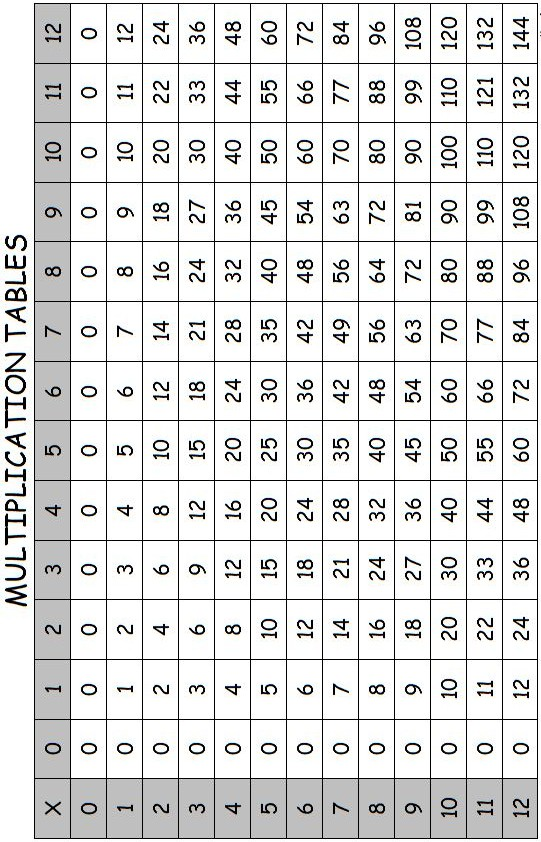 MULTIPLICATION TABLES
X 0 1 2 3 4 5 6 7 8 9 10 11 12
0 0 0 0 0 0 0 0 0 0 0 0 0 0
1 0 1 2 3 4 5 6 7 8 9 10 11 12
2 0 2 4 6 8 10 12 14 16 18 20 22 24
3 0 3 6 9 12 15 18 21 24 27 30 33 36
4 0 4 8 12 16 20 24 28 32 36 40 44 48
5 0 5 10 15 20 25 30 35 40 45 50 55 60
6 0 6 12 18 24 30 36 42 48 54 60 66 72
7 0 7 14 21 28 35 42 49 56 63 70 77 84
8 0 8 16 24 32 40 48 56 64 72 80 88 96
9 0 9 18 27 36 45 54 63 72 81 90 99 108
10 0 10 20 30 40 50 60 70 80 90 100 110 120
11 0 11 22 33 44 55 66 77 88 99 110 121 132
12 0 12 24 36 48 60 72 84 96 108 120 132 144